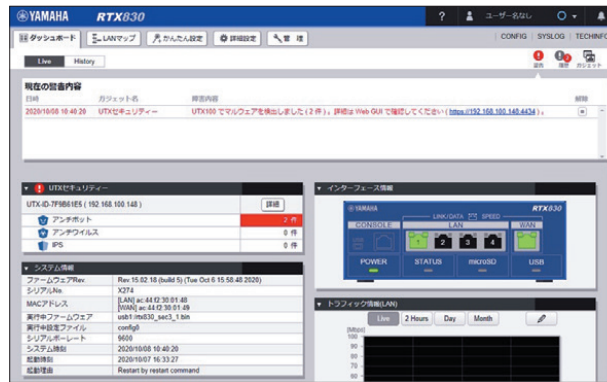 YAMAHA RTX830
? ユーザー名なし
ダッシュボード LANマップ かんたん設定 詳細設定 管理
CONFIG SYSLOG TECHINFO
Live History
警告 履歴 ガジェット
現在の警告内容
日時 ガジェット名 障害内容 解除
2020/10/08 10:40:20 UTXセキュリティー UTX100 でマルウェアを検出しました ( 2 件 ) 。詳細は Web GUI で確認してください ( https://192.168.100.148:4434 ) 。
UTXセキュリティー
UTX-ID-7F9B61E5 ( 192.168.100.148 ) 詳細
アンチボット 2 件
アンチウイルス 0 件
IPS 0 件
システム情報
ファームウェアRev. Rev.15.02.18 (build 5) (Tue Oct 6 15:58:48 2020)
シリアルNo. X274
MACアドレス [LAN] ac:44:f2:30:01:48
[WAN] ac:44:f2:30:01:49
実行中ファームウェア usb1:/rtx830_sec3_1.bin
実行中設定ファイル config0
シリアルボーレート 9600
システム時刻 2020/10/08 10:40:20
起動時刻 2020/10/07 16:33:27
起動理由 Restart by restart command
インターフェース情報
YAMAHA RTX830
LINK/DATA SPEED
CONSOLE LAN WAN
1 2 3 4
POWER STATUS microSD USB
トラフィック情報(LAN)
Live 2 Hours Day Month
[Mbps]
100
90
80
70
60